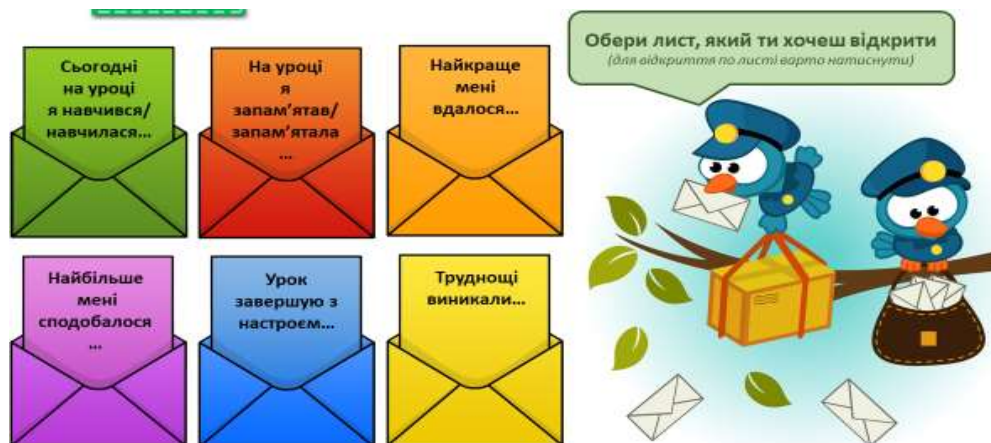 Сьогодні
на уроці
я навчився/
навчилася…
На уроці
я
запам’ятав/
запам’ятала
…
Найкраще
мені
вдалося…
Обери лист, який ти хочеш відкрити
(для відкриття по листі варто натиснути)
Найбільше
мені
сподобалося
…
Урок
завершую з
настроєм…
Труднощі
виникали…